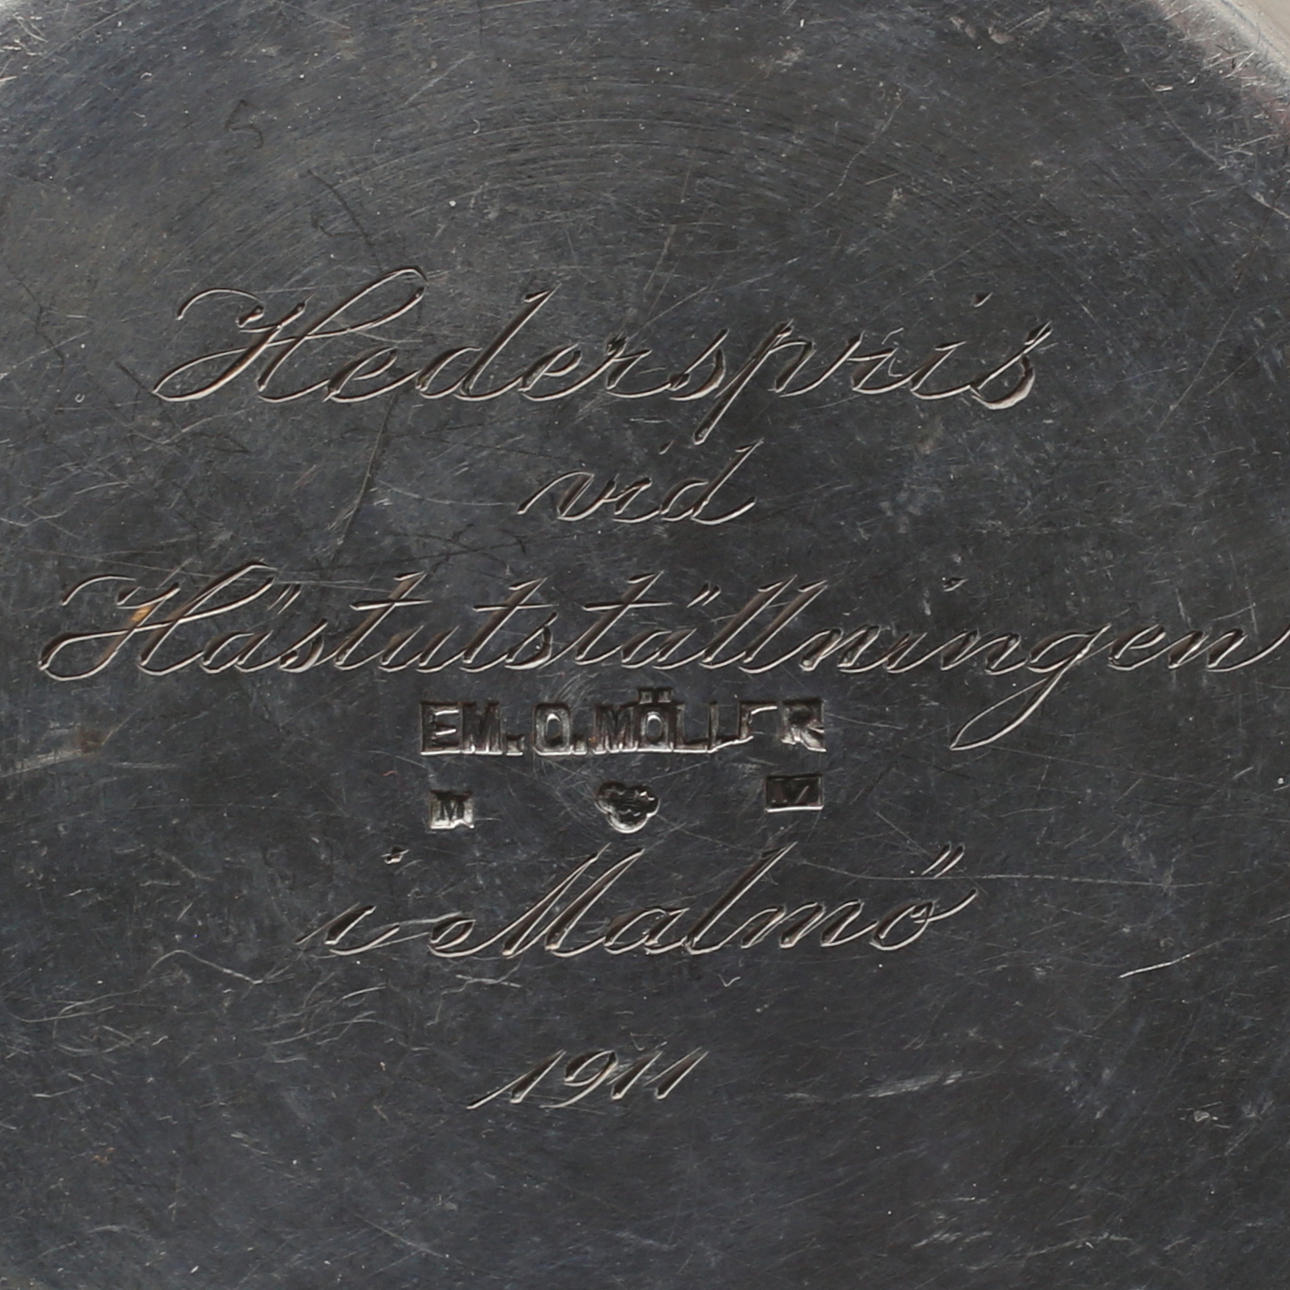 Hederspris
vid
Hästutställningen
EM. O. MÖLLER
M
i Malmö
1911